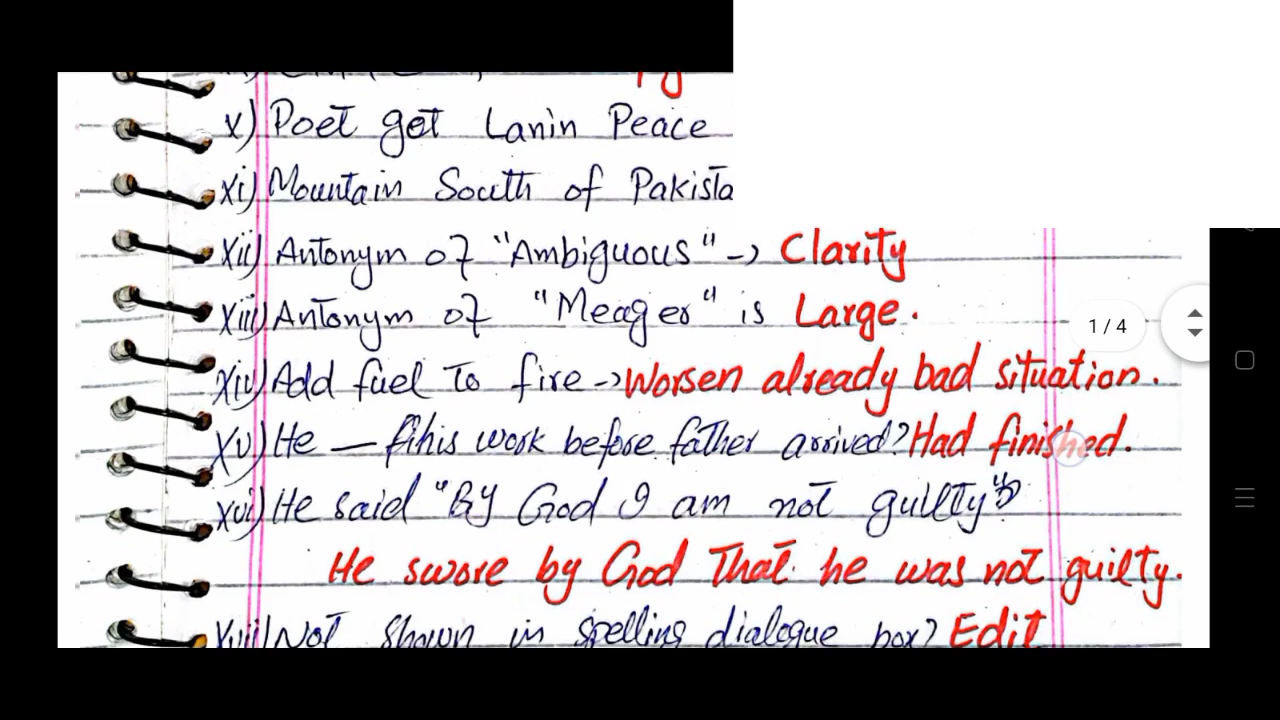 x) Poet get Lanin Peace
xi) Mountain South of Pakista
xii) Antonym of "Ambiguous" -> Clarity
xiii) Antonym of "Meager" is Large.
1/4
xiv) Add fuel To fire -> Worsen already bad situation.
xv) He — fihis work before father arrived? Had finished.
xvi) He said "By God I am not guilty"
He swore by God That he was not guilty.
xvii) Not shown in spelling dialogue box? Edit